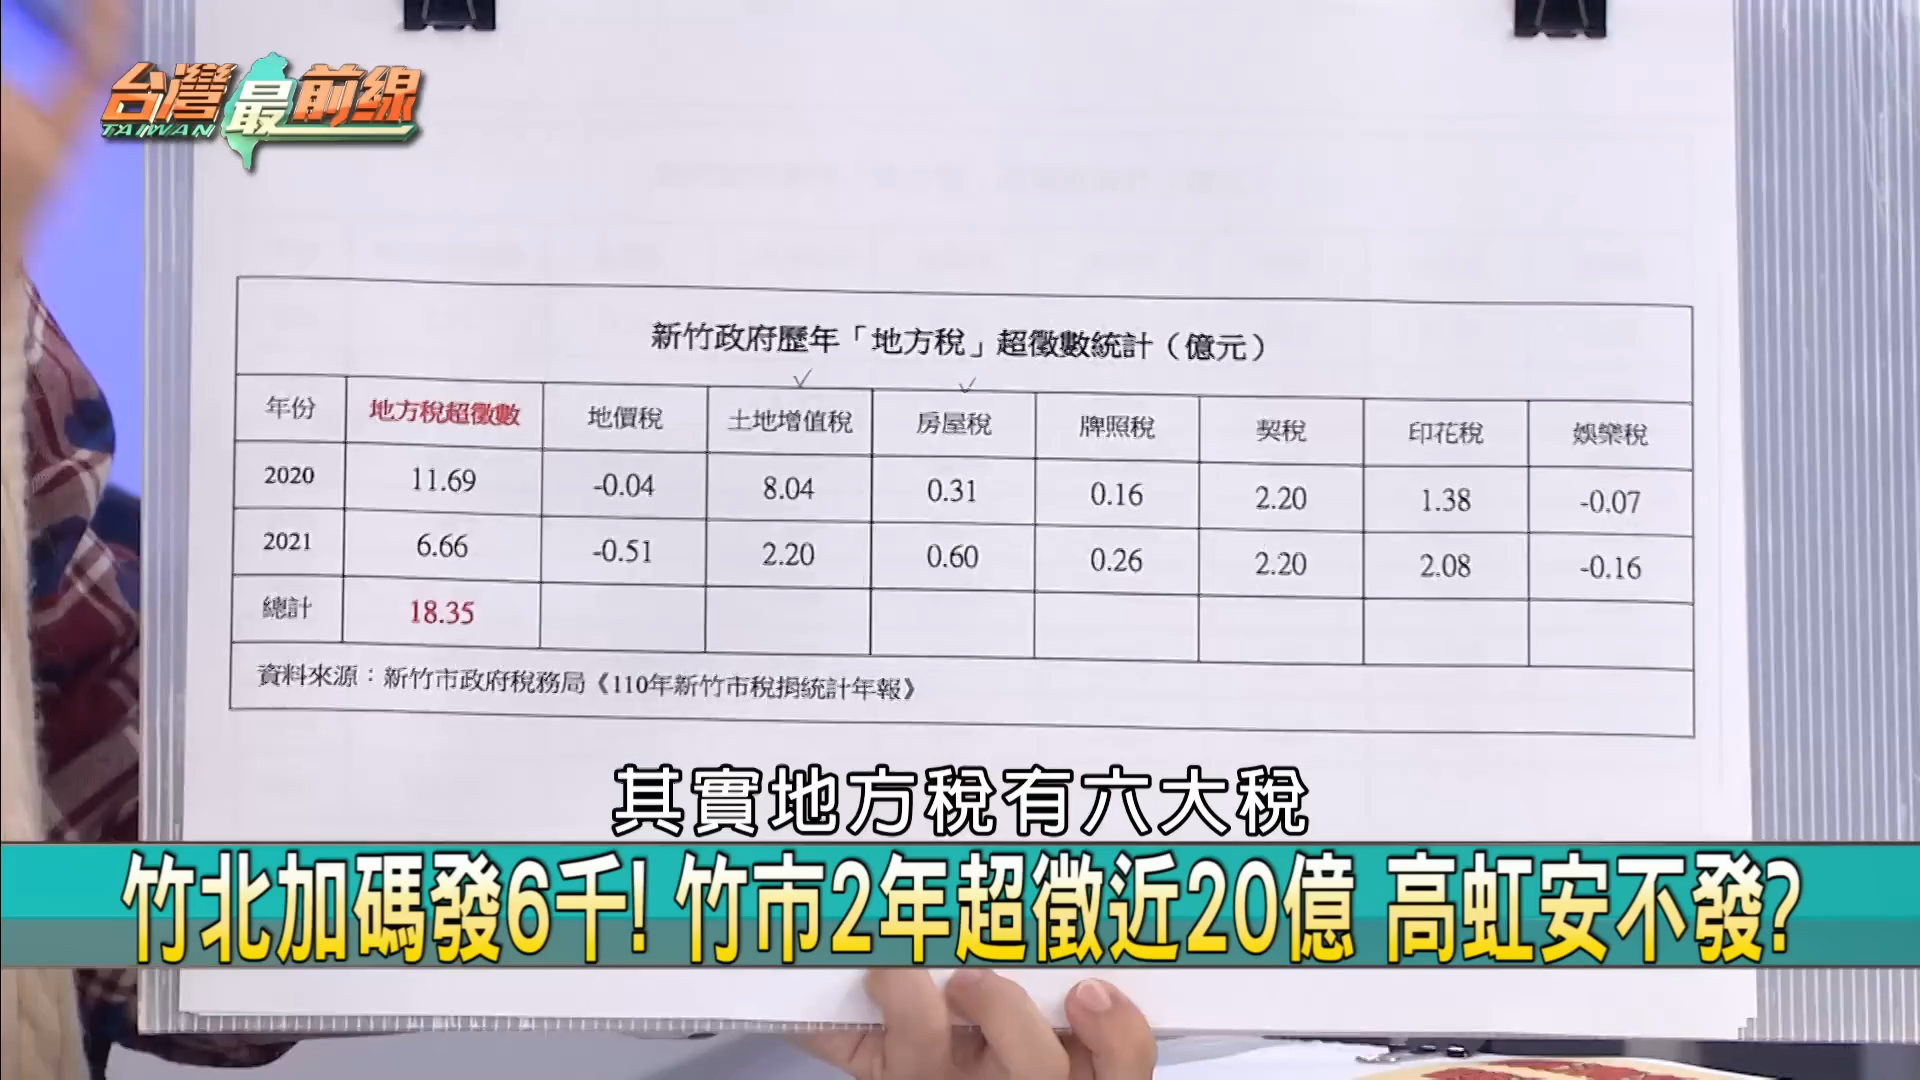 台灣最前線
TAIWAN
新竹政府歷年「地方稅」超徵數統計（億元）
年份 地方稅超徵數 地價稅 土地增值稅 房屋稅 牌照稅 契稅 印花稅 娛樂稅
2020 11.69 -0.04 8.04 0.31 0.16 2.20 1.38 -0.07
2021 6.66 -0.51 2.20 0.60 0.26 2.20 2.08 -0.16
總計 18.35
資料來源：新竹市政府稅務局《110年新竹市稅捐統計年報》
其實地方稅有六大稅
竹北加碼發6千! 竹市2年超徵近20億 高虹安不發?